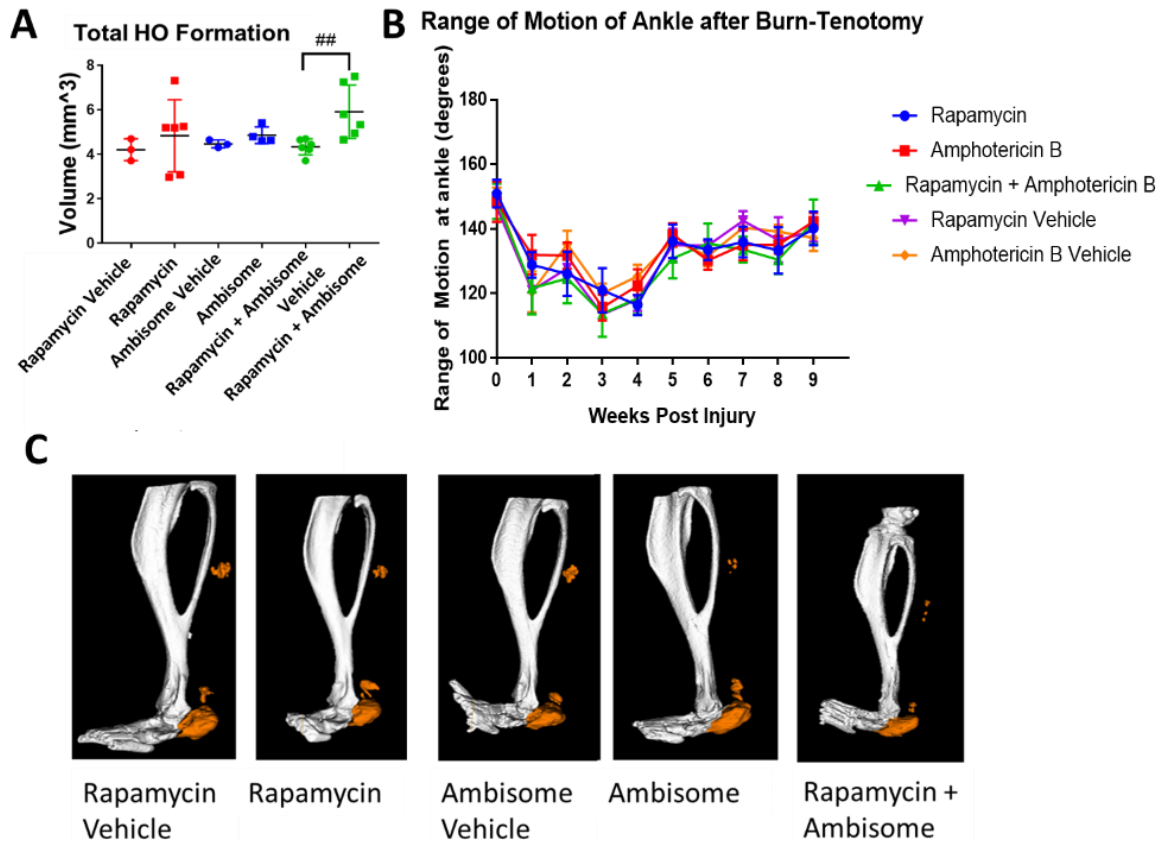 A
Total HO Formation
##
Volume (mm^3)
8
6
4
2
0
Rapamycin Vehicle
Rapamycin
Ambisome Vehicle
Ambisome
Rapamycin + Ambisome
Vehicle
Rapamycin + Ambisome
B
Range of Motion of Ankle after Burn-Tenotomy
Range of Motion at ankle (degrees)
180
160
140
120
100
0 1 2 3 4 5 6 7 8 9
Weeks Post Injury
Rapamycin
Amphotericin B
Rapamycin + Amphotericin B
Rapamycin Vehicle
Amphotericin B Vehicle
C
Rapamycin
Vehicle
Rapamycin
Ambisome
Vehicle
Ambisome
Rapamycin +
Ambisome